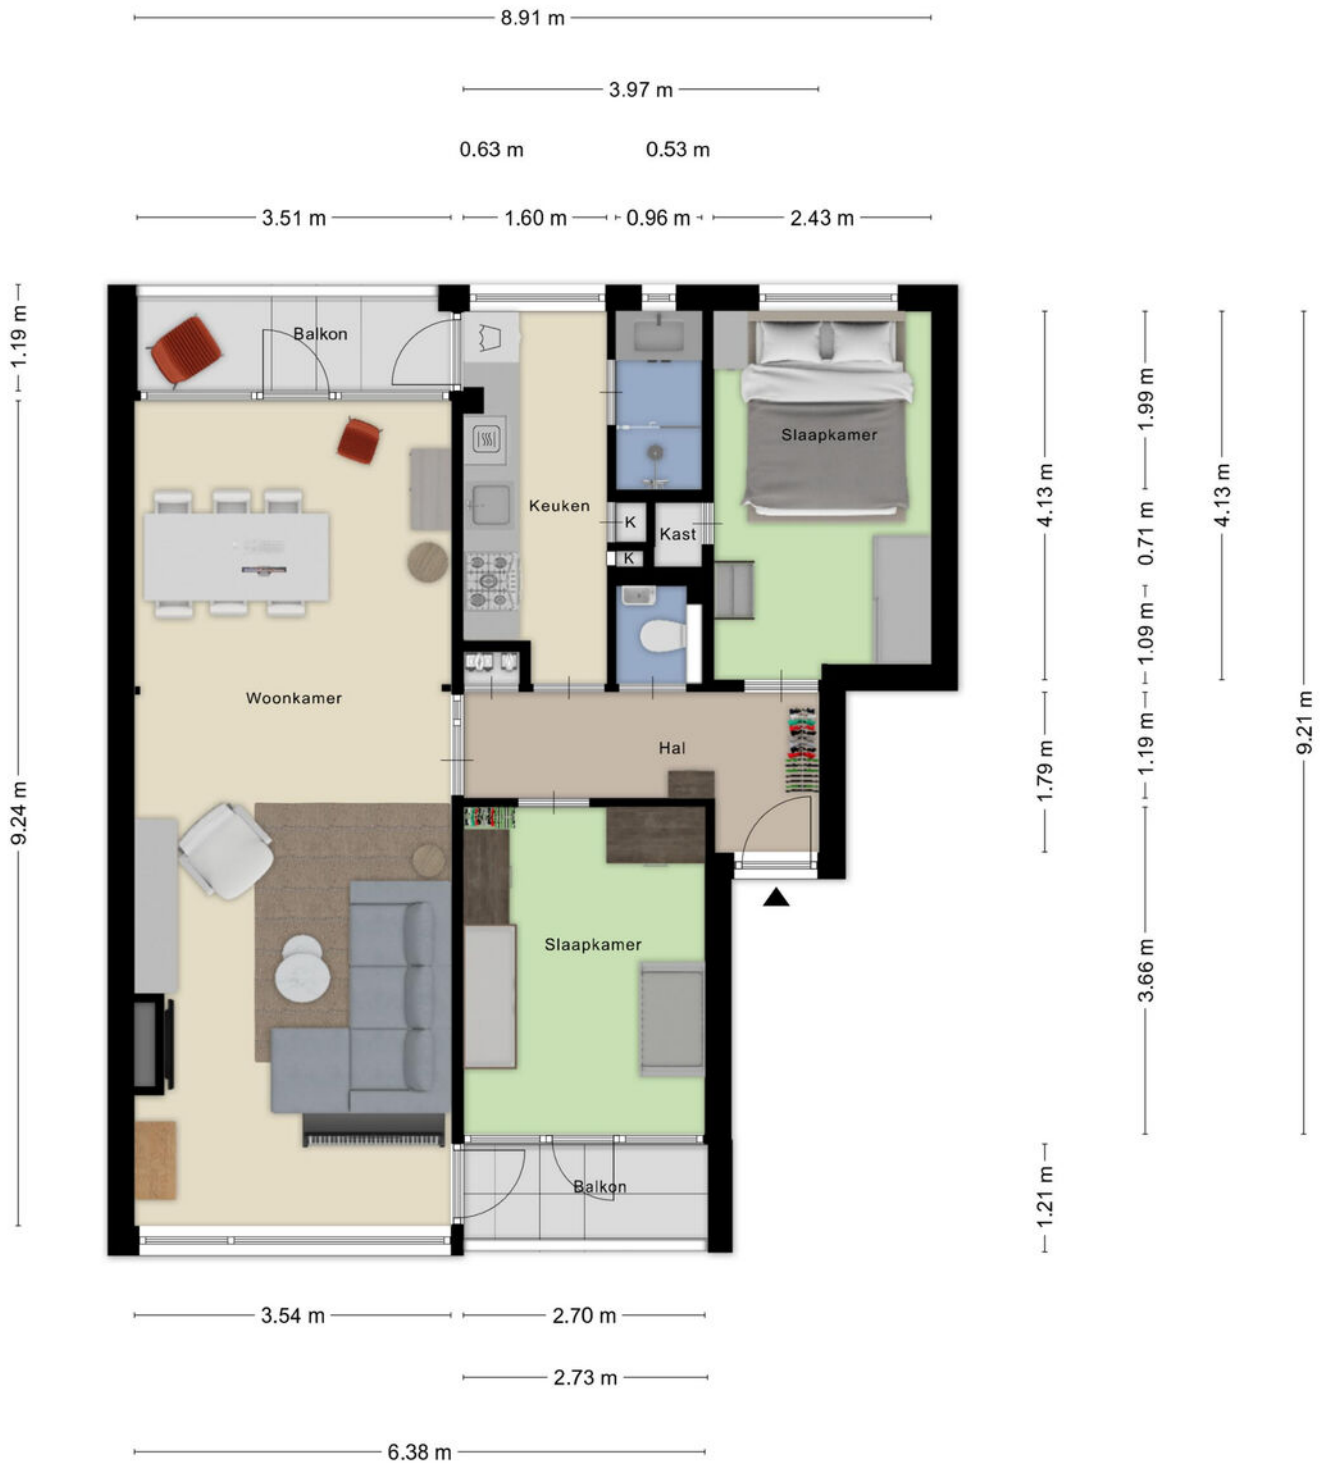 8.91 m
3.97 m
0.63 m 0.53 m
3.51 m 1.60 m 0.96 m 2.43 m
1.19 m
Balkon
1.99 m
Slaapkamer
4.13 m
4.13 m
Keuken
K
Kast
0.71 m
K
1.09 m
Woonkamer
9.21 m
Hal
1.19 m
1.79 m
9.24 m
Slaapkamer
3.66 m
Balkon
1.21 m
3.54 m 2.70 m
2.73 m
6.38 m